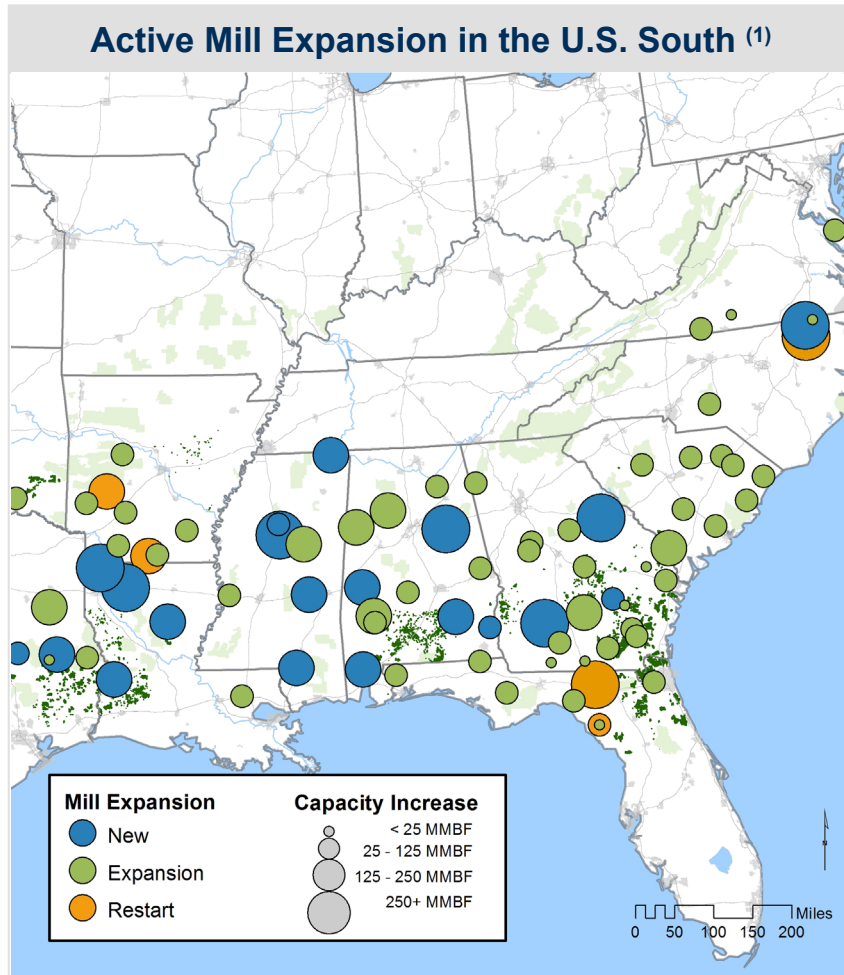 Active Mill Expansion in the U.S. South (1)
Mill Expansion
New
Expansion
Restart
Capacity Increase
< 25 MMBF
25 - 125 MMBF
125 - 250 MMBF
250+ MMBF
Miles
0 50 100 150 200